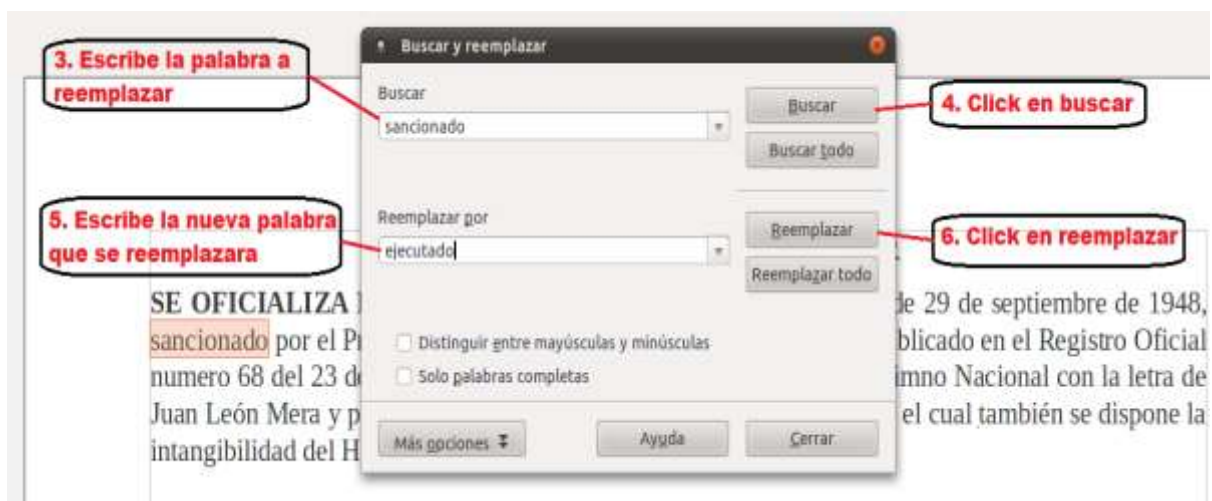 3. Escribe la palabra a
reemplazar
Buscar y reemplazar
Buscar
sancionado
Buscar
4. Click en buscar
Buscar todo
5. Escribe la nueva palabra
que se reemplazara
Reemplazar por
ejecutado
Reemplazar
6. Click en reemplazar
Reemplazar todo
SE OFICIALIZA
de 29 de septiembre de 1948,
sancionado por el
blicado en el Registro Oficial
Distinguir entre mayúsculas y minúsculas
Solo palabras completas
numero 68 del 23 de
imno Nacional con la letra de
Juan León Mera y p
el cual también se dispone la
intangibilidad del H
Más opciones
Ayuda
Cerrar